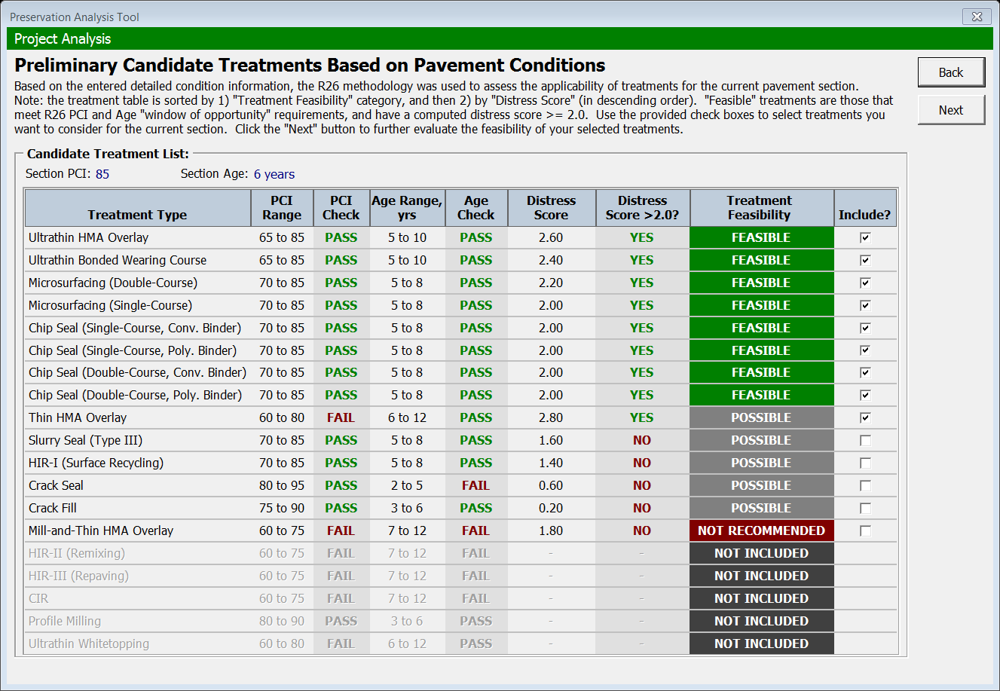 Preservation Analysis Tool
Project Analysis
Preliminary Candidate Treatments Based on Pavement Conditions
Back
Based on the entered detailed condition information, the R26 methodology was used to assess the applicability of treatments for the current pavement section.
Note: the treatment table is sorted by 1) "Treatment Feasibility" category, and then 2) by "Distress Score" (in descending order).  "Feasible" treatments are those that
meet R26 PCI and Age "window of opportunity" requirements, and have a computed distress score >= 2.0.  Use the provided check boxes to select treatments you
want to consider for the current section.  Click the "Next" button to further evaluate the feasibility of your selected treatments.
Next
Candidate Treatment List:
Section PCI: 85 Section Age: 6 years
Treatment Type PCI Range PCI Check Age Range, yrs Age Check Distress Score Distress Score >2.0? Treatment Feasibility Include?
Ultrathin HMA Overlay 65 to 85 PASS 5 to 10 PASS 2.60 YES FEASIBLE
Ultrathin Bonded Wearing Course 65 to 85 PASS 5 to 10 PASS 2.40 YES FEASIBLE
Microsurfacing (Double-Course) 70 to 85 PASS 5 to 8 PASS 2.20 YES FEASIBLE
Microsurfacing (Single-Course) 70 to 85 PASS 5 to 8 PASS 2.00 YES FEASIBLE
Chip Seal (Single-Course, Conv. Binder) 70 to 85 PASS 5 to 8 PASS 2.00 YES FEASIBLE
Chip Seal (Single-Course, Poly. Binder) 70 to 85 PASS 5 to 8 PASS 2.00 YES FEASIBLE
Chip Seal (Double-Course, Conv. Binder) 70 to 85 PASS 5 to 8 PASS 2.00 YES FEASIBLE
Chip Seal (Double-Course, Poly. Binder) 70 to 85 PASS 5 to 8 PASS 2.00 YES FEASIBLE
Thin HMA Overlay 60 to 80 FAIL 6 to 12 PASS 2.80 YES POSSIBLE
Slurry Seal (Type III) 70 to 85 PASS 5 to 8 PASS 1.60 NO POSSIBLE
HIR-I (Surface Recycling) 70 to 85 PASS 5 to 8 PASS 1.40 NO POSSIBLE
Crack Seal 80 to 95 PASS 2 to 5 FAIL 0.60 NO POSSIBLE
Crack Fill 75 to 90 PASS 3 to 6 PASS 0.20 NO POSSIBLE
Mill-and-Thin HMA Overlay 60 to 75 FAIL 7 to 12 FAIL 1.80 NO NOT RECOMMENDED
HIR-II (Remixing) 60 to 75 FAIL 7 to 12 FAIL - - NOT INCLUDED
HIR-III (Repaving) 60 to 75 FAIL 7 to 12 FAIL - - NOT INCLUDED
CIR 60 to 75 FAIL 7 to 12 FAIL - - NOT INCLUDED
Profile Milling 80 to 90 PASS 3 to 6 PASS - - NOT INCLUDED
Ultrathin Whitetopping 60 to 80 FAIL 6 to 12 PASS - - NOT INCLUDED